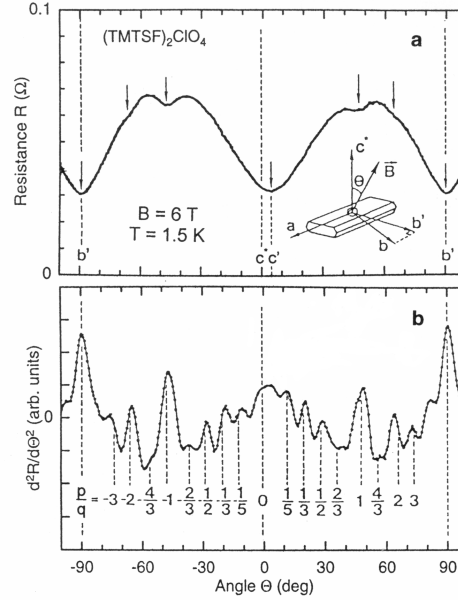 0.1
(TMTSF)2ClO4
a
Resistance R (Ω)
c*
B
Θ
a
b
b'
B = 6 T
T = 1.5 K
0
b'
c*
c'
b'
b
d²R/dΘ² (arb. units)
0
p/q = -3 -2 -4/3 -1 -2/3 -1/2 -1/3 -1/5 0 1/5 1/3 1/2 2/3 1 4/3 2 3
-90 -60 -30 0 30 60 90
Angle Θ (deg)